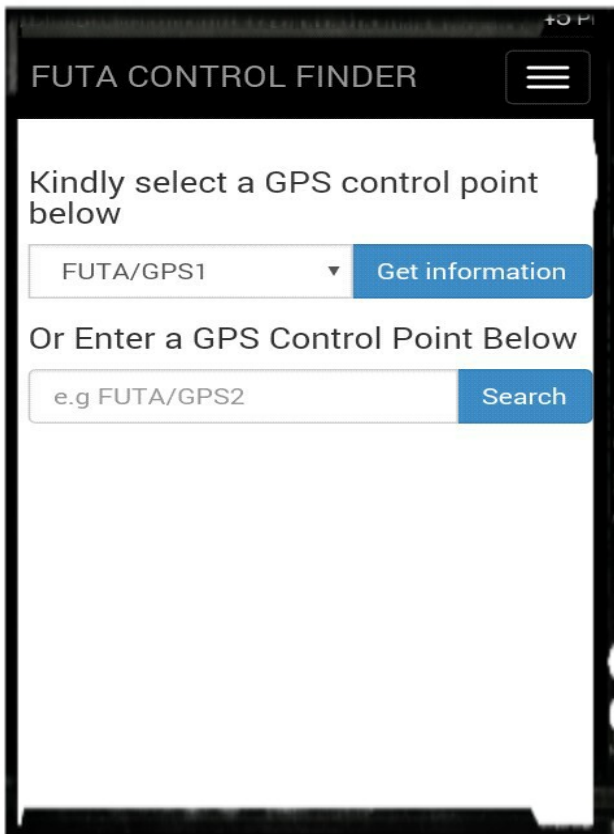 FUTA CONTROL FINDER
Kindly select a GPS control point
below
FUTA/GPS1 Get information
Or Enter a GPS Control Point Below
e.g FUTA/GPS2 Search